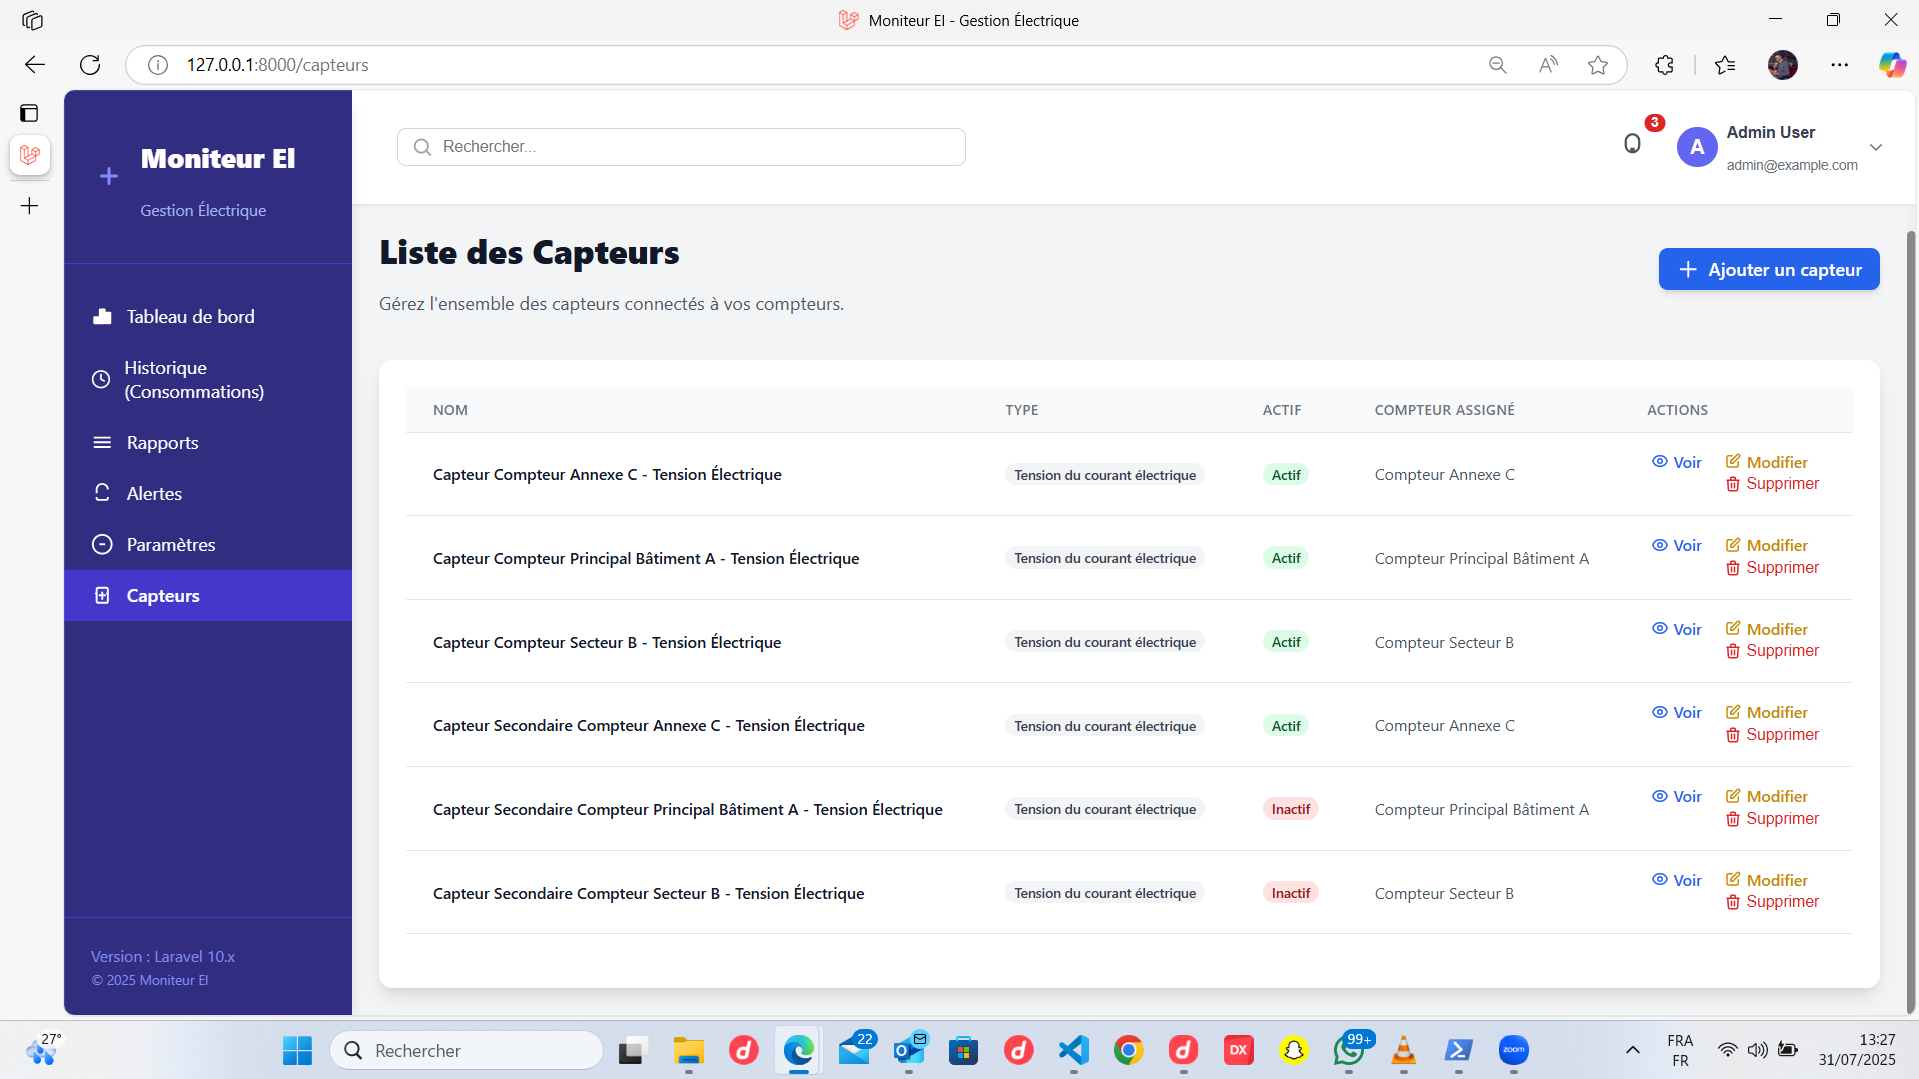 Moniteur El - Gestion Électrique
127.0.0.1:8000/capteurs
Moniteur El
Gestion Électrique
Rechercher...
3
A
Admin User
admin@example.com
Tableau de bord
Historique
(Consommations)
Rapports
Alertes
Paramètres
Capteurs
Version : Laravel 10.x
© 2025 Moniteur El
Liste des Capteurs
Gérez l'ensemble des capteurs connectés à vos compteurs.
Ajouter un capteur
NOM TYPE ACTIF COMPTEUR ASSIGNÉ ACTIONS
Capteur Compteur Annexe C - Tension Électrique Tension du courant électrique Actif Compteur Annexe C Voir Modifier
Supprimer
Capteur Compteur Principal Bâtiment A - Tension Électrique Tension du courant électrique Actif Compteur Principal Bâtiment A Voir Modifier
Supprimer
Capteur Compteur Secteur B - Tension Électrique Tension du courant électrique Actif Compteur Secteur B Voir Modifier
Supprimer
Capteur Secondaire Compteur Annexe C - Tension Électrique Tension du courant électrique Actif Compteur Annexe C Voir Modifier
Supprimer
Capteur Secondaire Compteur Principal Bâtiment A - Tension Électrique Tension du courant électrique Inactif Compteur Principal Bâtiment A Voir Modifier
Supprimer
Capteur Secondaire Compteur Secteur B - Tension Électrique Tension du courant électrique Inactif Compteur Secteur B Voir Modifier
Supprimer
27°
Rechercher
22
DX
99+
zoom
FRA
FR
13:27
31/07/2025